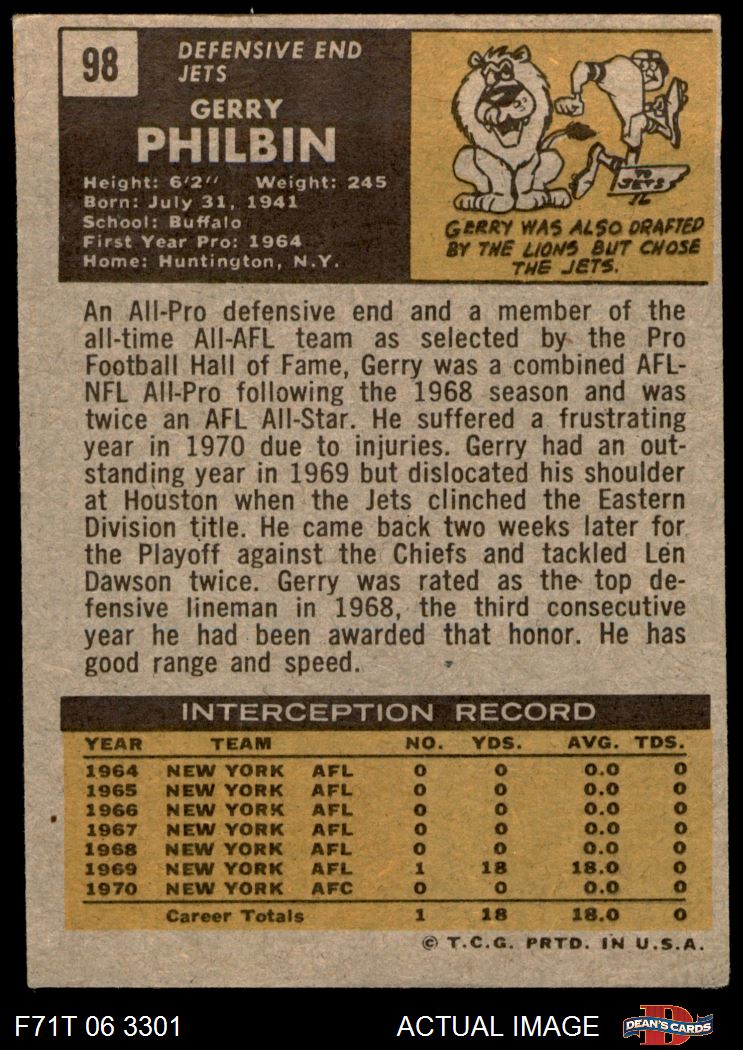 98
DEFENSIVE END
JETS
GERRY
PHILBIN
Height: 6'2" Weight: 245
Born: July 31, 1941
School: Buffalo
First Year Pro: 1964
Home: Huntington, N.Y.
TO
JETS
GERRY WAS ALSO DRAFTED
BY THE LIONS BUT CHOSE
THE JETS.
An All-Pro defensive end and a member of the
all-time All-AFL team as selected by the Pro
Football Hall of Fame, Gerry was a combined AFL-
NFL All-Pro following the 1968 season and was
twice an AFL All-Star. He suffered a frustrating
year in 1970 due to injuries. Gerry had an out-
standing year in 1969 but dislocated his shoulder
at Houston when the Jets clinched the Eastern
Division title. He came back two weeks later for
the Playoff against the Chiefs and tackled Len
Dawson twice. Gerry was rated as the top de-
fensive lineman in 1968, the third consecutive
year he had been awarded that honor. He has
good range and speed.
INTERCEPTION RECORD
YEAR TEAM NO. YDS. AVG. TDS.
1964 NEW YORK AFL 0 0 0.0 0
1965 NEW YORK AFL 0 0 0.0 0
1966 NEW YORK AFL 0 0 0.0 0
1967 NEW YORK AFL 0 0 0.0 0
1968 NEW YORK AFL 0 0 0.0 0
1969 NEW YORK AFL 1 18 18.0 0
1970 NEW YORK AFC 0 0 0.0 0
Career Totals 1 18 18.0 0
© T.C.G. PRTD. IN U.S.A.
F71T 06 3301 ACTUAL IMAGE DEAN'S CARDS